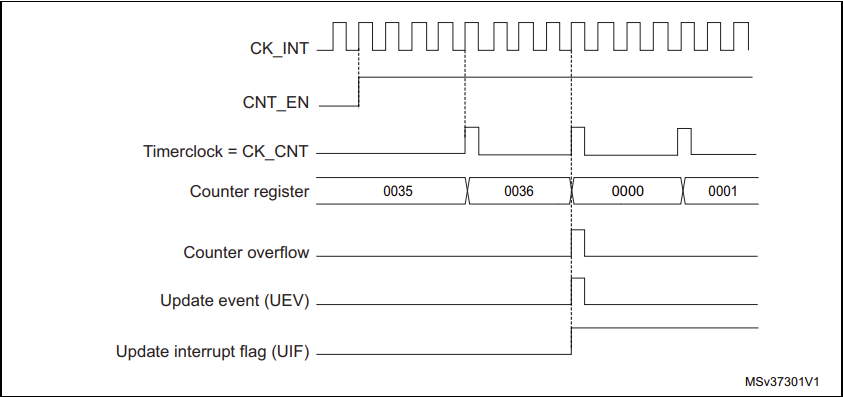 CK_INT
CNT_EN
Timerclock = CK_CNT
Counter register 0035 0036 0000 0001
Counter overflow
Update event (UEV)
Update interrupt flag (UIF)
MSv37301V1